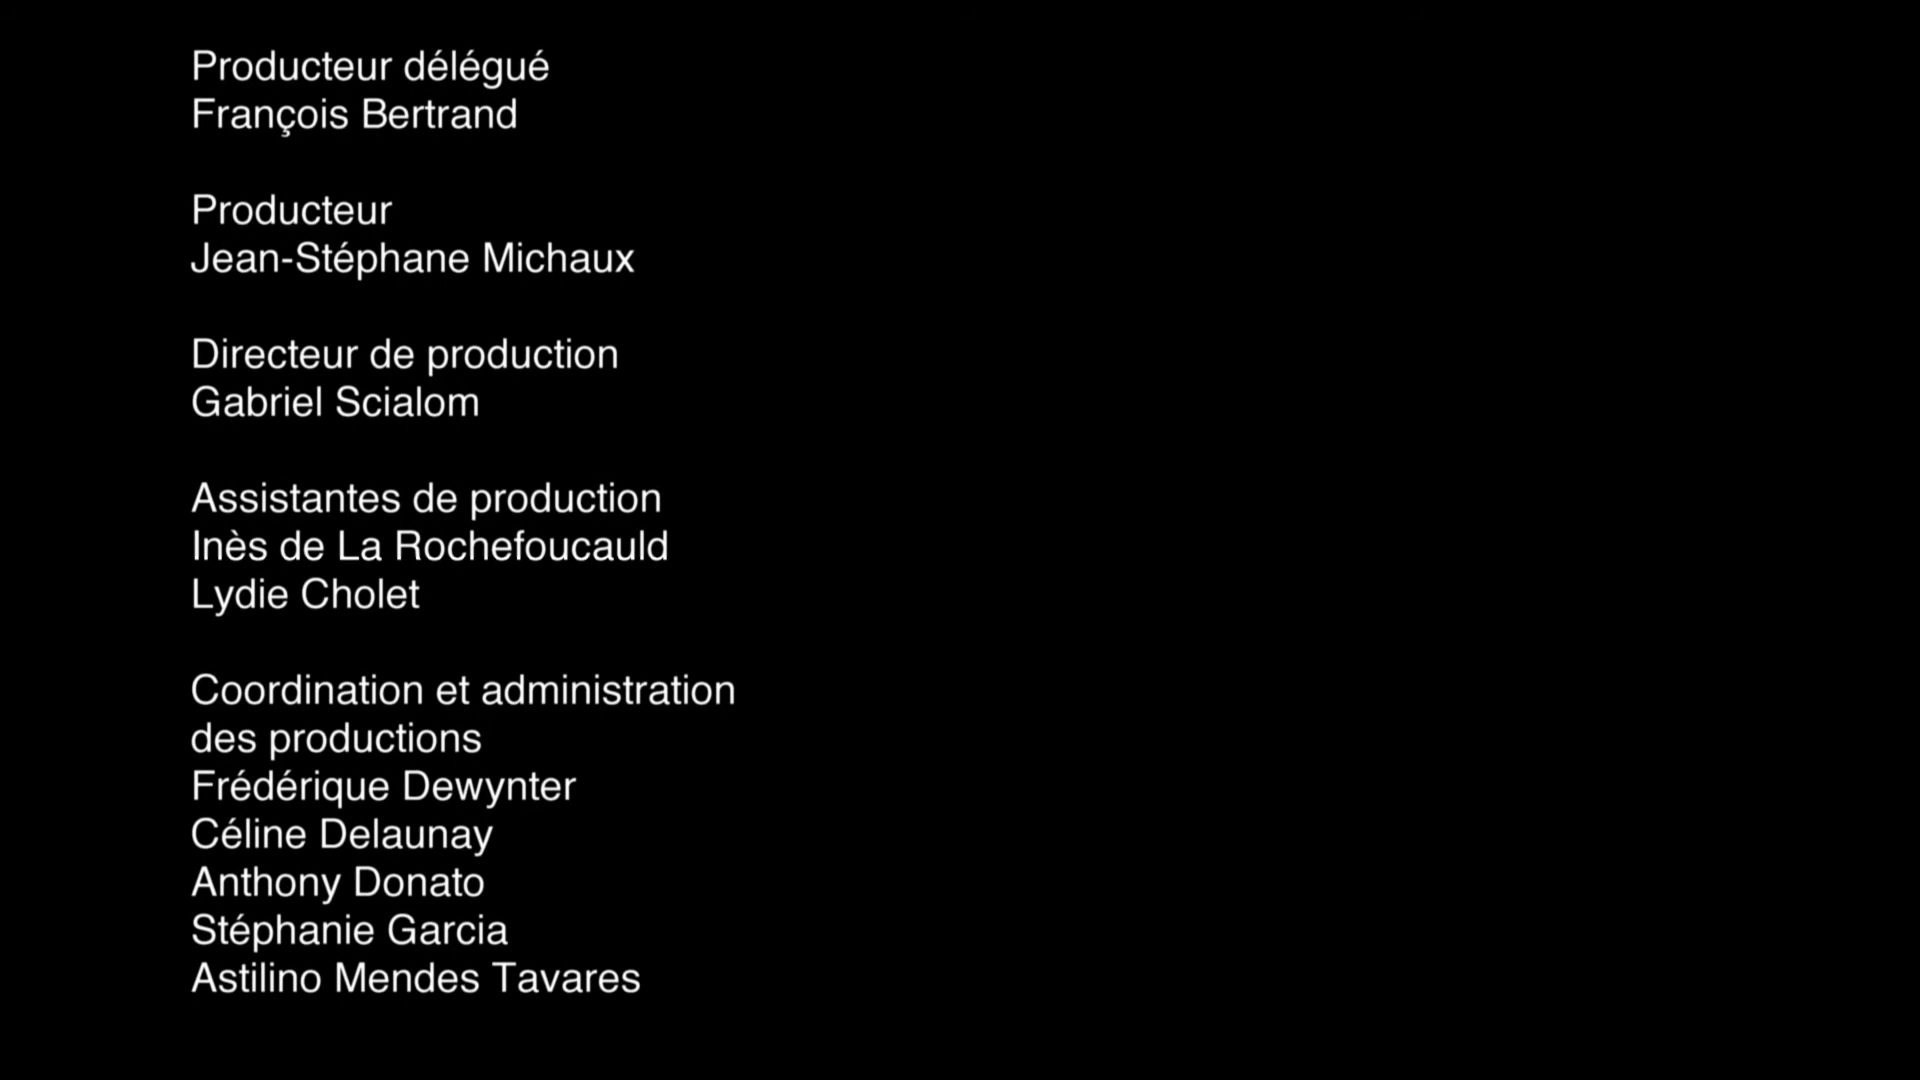 Producteur délégué
François Bertrand
Producteur
Jean-Stéphane Michaux
Directeur de production
Gabriel Scialom
Assistantes de production
Inès de La Rochefoucauld
Lydie Cholet
Coordination et administration
des productions
Frédérique Dewynter
Céline Delaunay
Anthony Donato
Stéphanie Garcia
Astilino Mendes Tavares